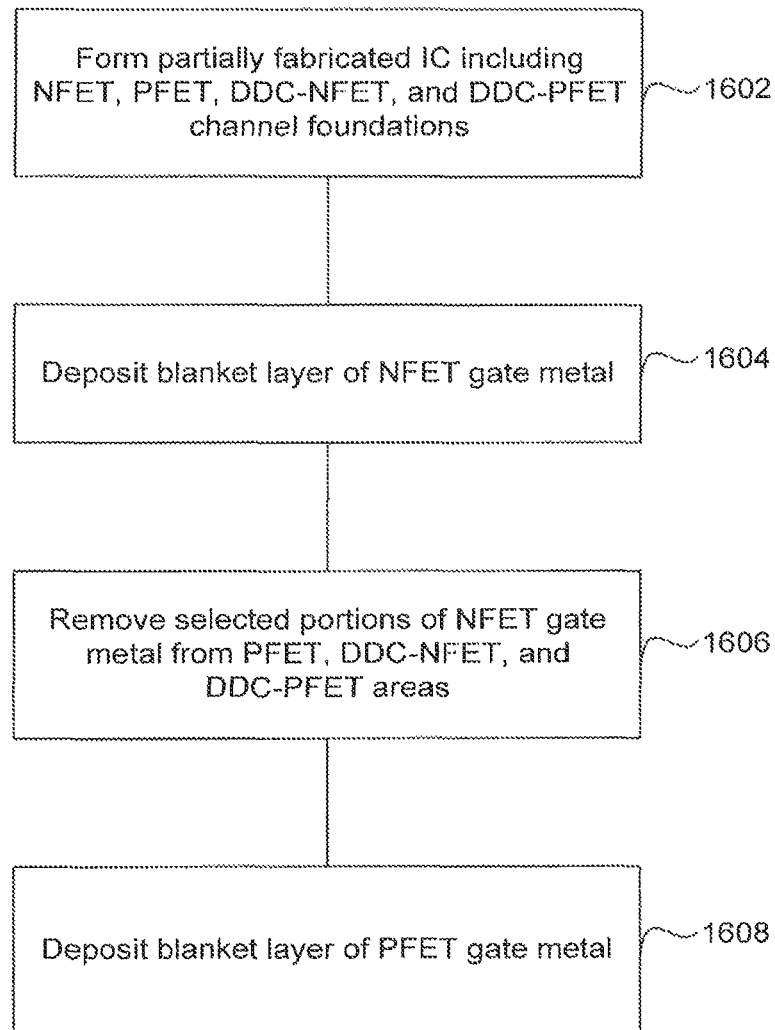 Form partially fabricated IC including
NFET, PFET, DDC-NFET, and DDC-PFET
channel foundations
1602
Deposit blanket layer of NFET gate metal
1604
Remove selected portions of NFET gate
metal from PFET, DDC-NFET, and
DDC-PFET areas
1606
Deposit blanket layer of PFET gate metal
1608